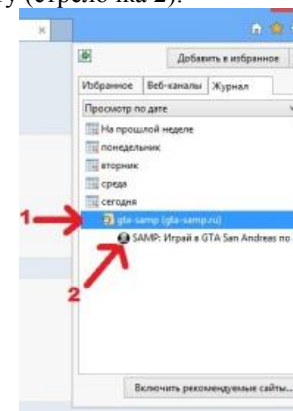 у (стрелочка 2).
Добавить в избранное
Избранное Веб-каналы Журнал
Просмотр по дате
На прошлой неделе
понедельник
вторник
среда
сегодня
1
gta-samp (gta-samp.ru)
SAMP: Играй в GTA San Andreas по
2
Включить рекомендуемые сайты...